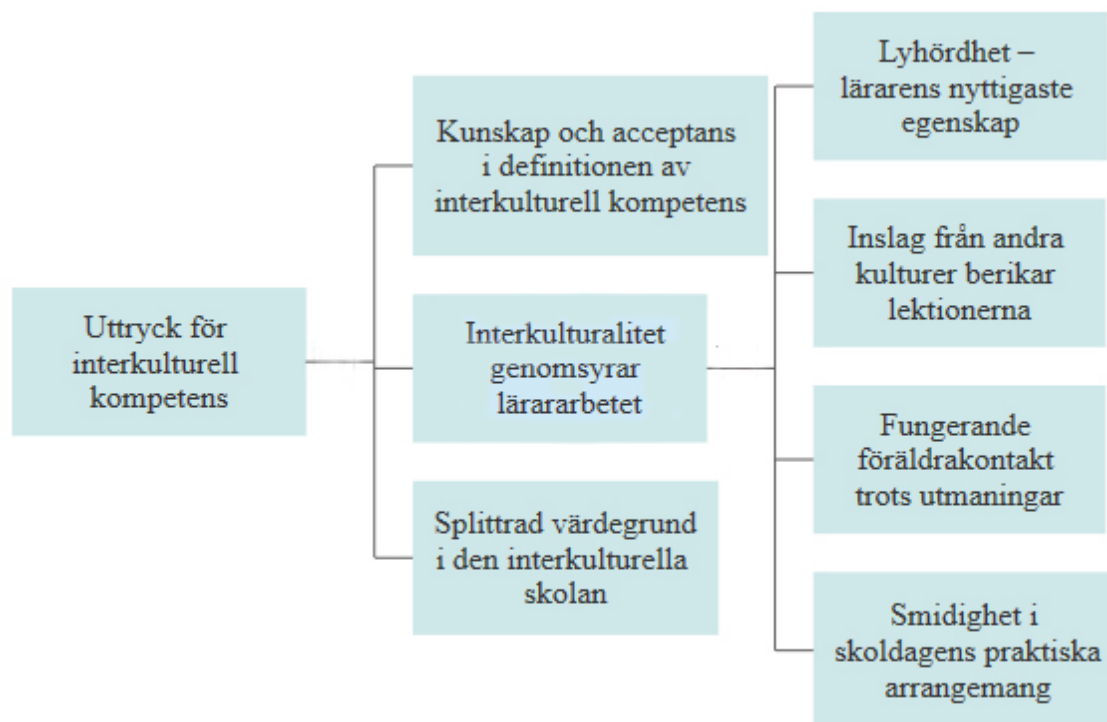 Uttryck för
interkulturell
kompetens
Kunskap och acceptans
i definitionen av
interkulturell kompetens
Interkulturalitet
genomsyrar
lärararbetet
Splittrad värdegrund
i den interkulturella
skolan
Lyhördhet –
lärarens nyttigaste
egenskap
Inslag från andra
kulturer berikar
lektionerna
Fungerande
föräldrakontakt
trots utmaningar
Smidighet i
skoldagens praktiska
arrangemang